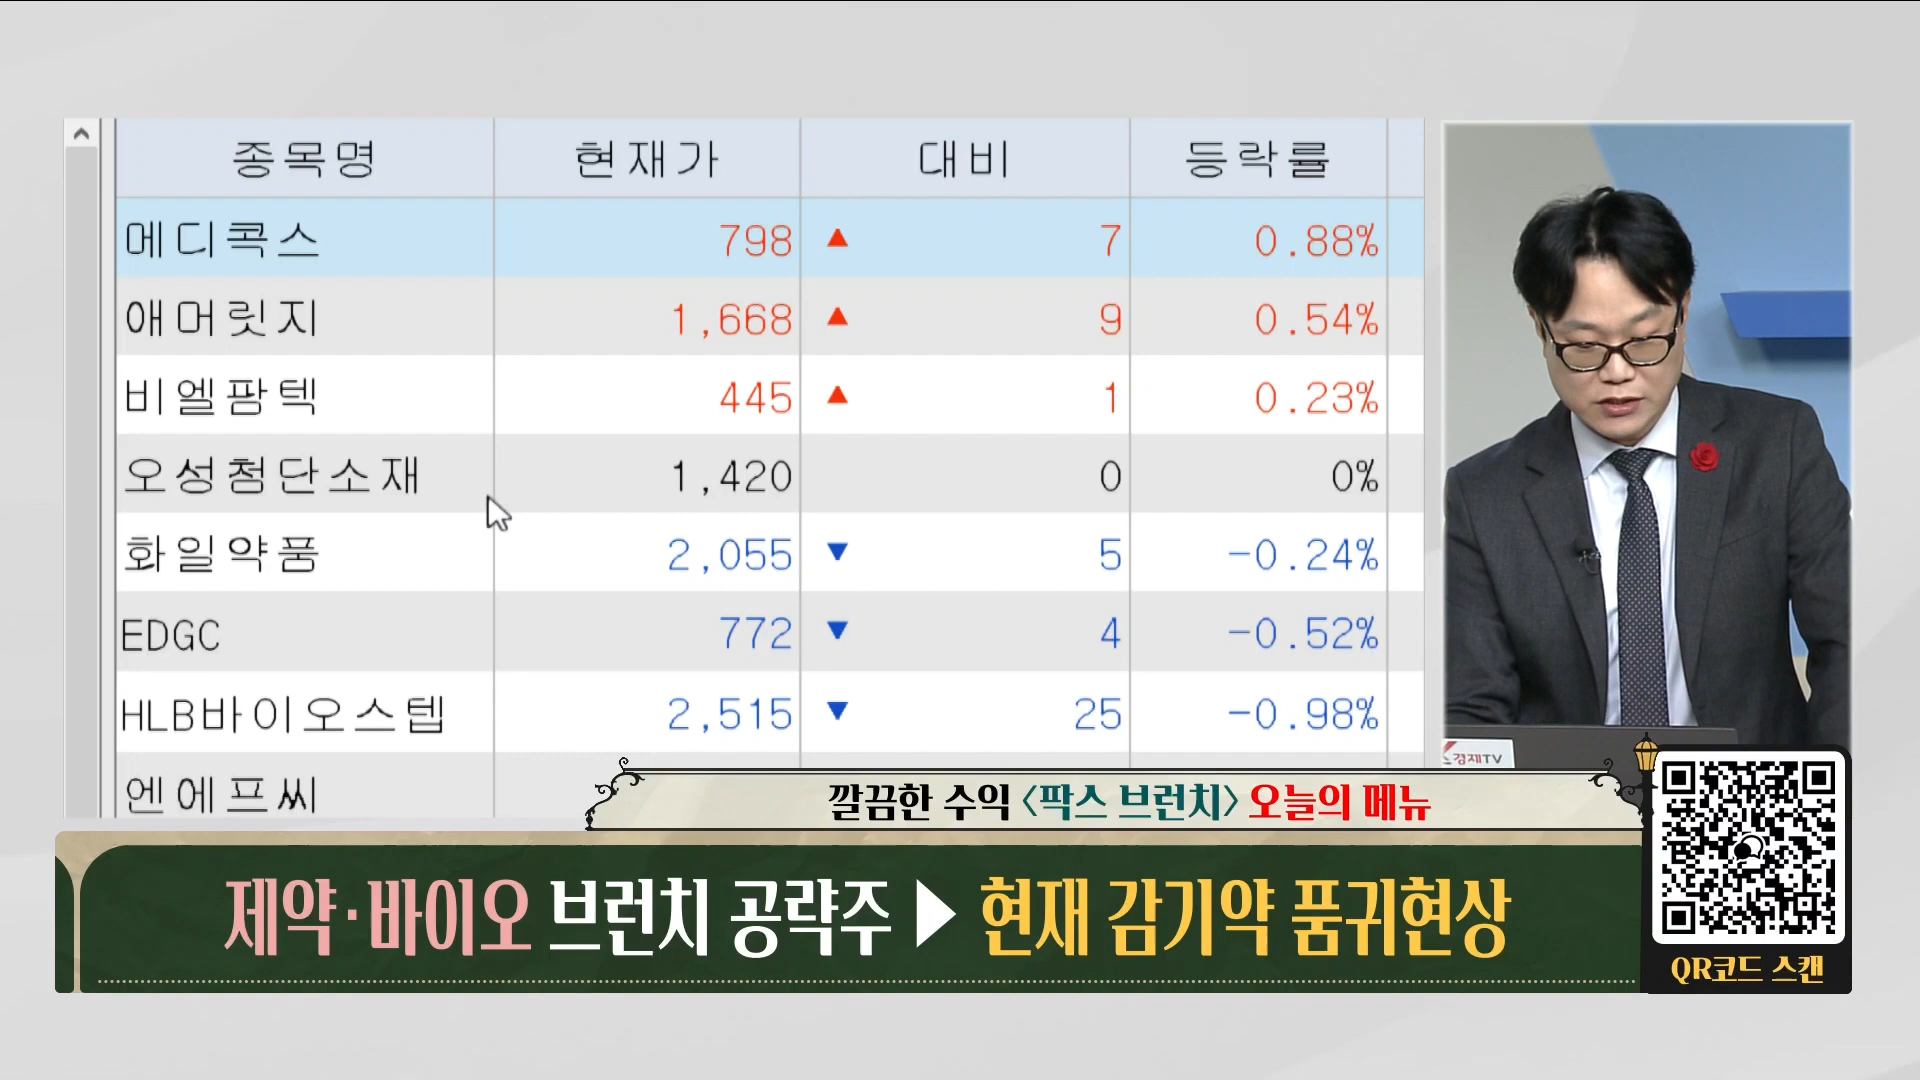 종목명 현재가 대비 등락률
메디콕스 798 ▲ 7 0.88%
애머릿지 1,668 ▲ 9 0.54%
비엘팜텍 445 ▲ 1 0.23%
오성첨단소재 1,420 0 0%
화일약품 2,055 ▼ 5 -0.24%
EDGC 772 ▼ 4 -0.52%
HLB바이오스텝 2,515 ▼ 25 -0.98%
엔에프씨
경제TV
깔끔한 수익 <팍스 브런치> 오늘의 메뉴
제약·바이오 브런치 공략주 ▶ 현재 감기약 품귀현상
QR코드 스캔